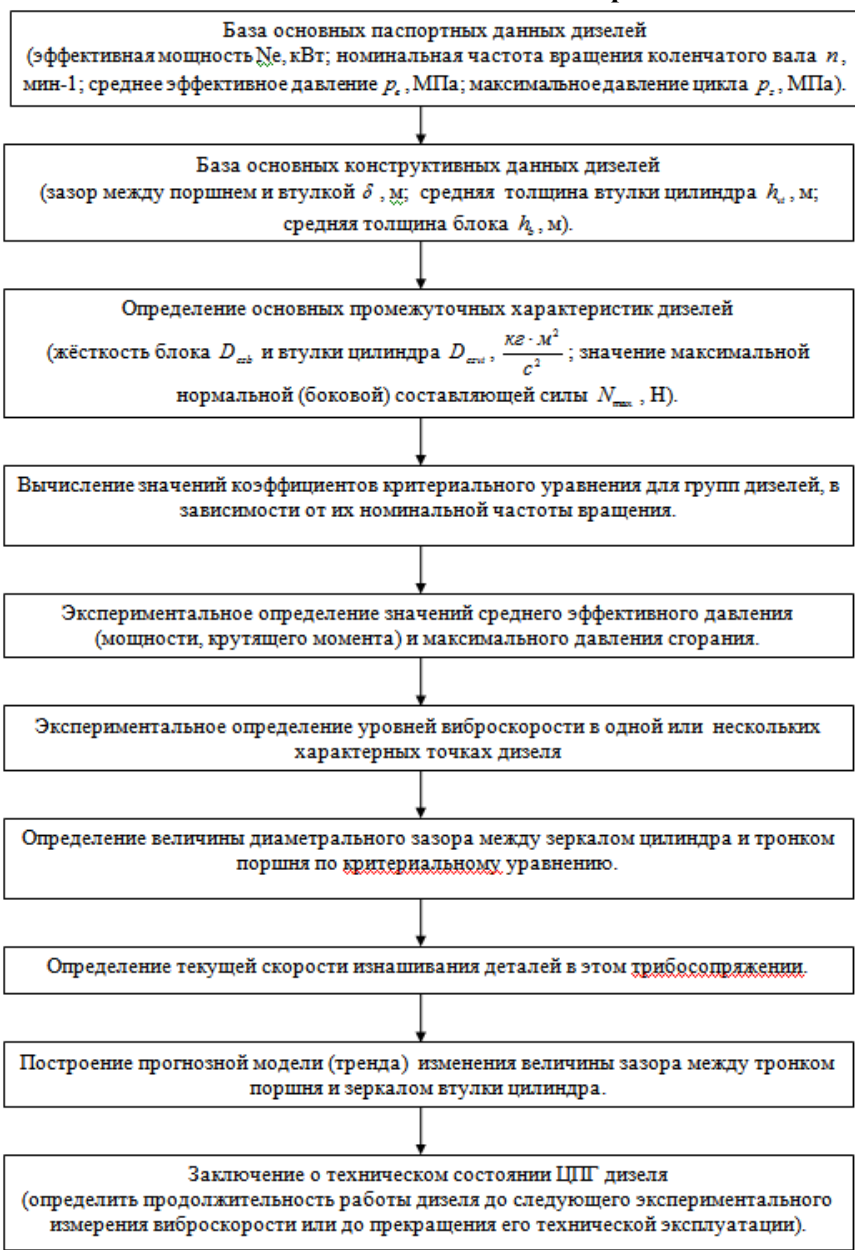 База основных паспортных данных дизелей
(эффективная мощность Ne, кВт; номинальная частота вращения коленчатого вала n,
мин-1; среднее эффективное давление pₑ, МПа; максимальное давление цикла p_z, МПа).
База основных конструктивных данных дизелей
(зазор между поршнем и втулкой δ, м; средняя толщина втулки цилиндра h, м;
средняя толщина блока h_b, м).
Определение основных промежуточных характеристик дизелей
(жёсткость блока D и втулки цилиндра D, кг · м² / с² ; значение максимальной
нормальной (боковой) составляющей силы N_max, Н).
Вычисление значений коэффициентов критериального уравнения для групп дизелей, в
зависимости от их номинальной частоты вращения.
Экспериментальное определение значений среднего эффективного давления
(мощности, крутящего момента) и максимального давления сгорания.
Экспериментальное определение уровней виброскорости в одной или нескольких
характерных точках дизеля
Определение величины диаметрального зазора между зеркалом цилиндра и тронком
поршня по критериальному уравнению.
Определение текущей скорости изнашивания деталей в этом трибосопряжении.
Построение прогнозной модели (тренда) изменения величины зазора между тронком
поршня и зеркалом втулки цилиндра.
Заключение о техническом состоянии ЦПГ дизеля
(определить продолжительность работы дизеля до следующего экспериментального
измерения виброскорости или до прекращения его технической эксплуатации).